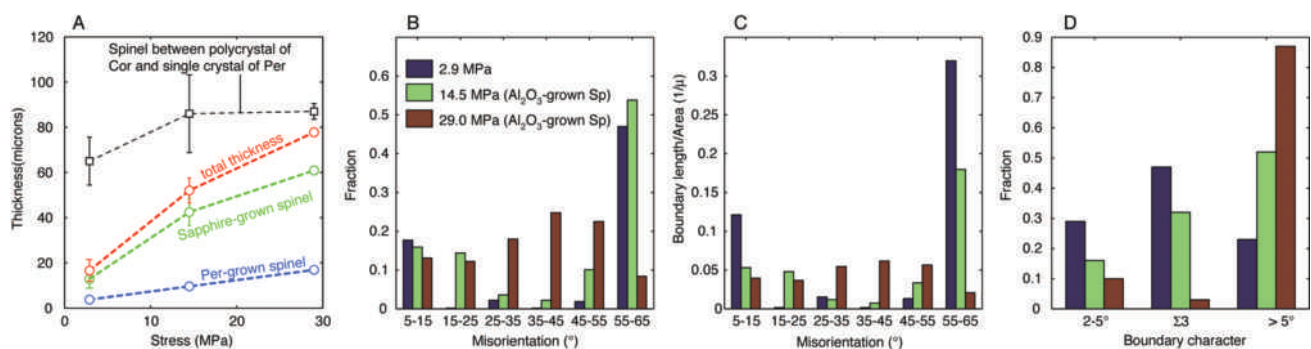 A
Thickness(microns)
120
100
80
60
40
20
0
Spinel between polycrystal of
Cor and single crystal of Per
total thickness
Sapphire-grown spinel
Per-grown spinel
0 10 20 30
Stress (MPa)
B
Fraction
0.6
0.5
0.4
0.3
0.2
0.1
0
2.9 MPa
14.5 MPa (Al₂O₃-grown Sp)
29.0 MPa (Al₂O₃-grown Sp)
5-15 15-25 25-35 35-45 45-55 55-65
Misorientation (°)
C
Boundary length/Area (1/μ)
0.3
0.2
0.1
0.05
0
5-15 15-25 25-35 35-45 45-55 55-65
Misorientation (°)
D
Fraction
0.9
0.8
0.7
0.6
0.5
0.4
0.3
0.2
0.1
0
2-5° Σ3 > 5°
Boundary character